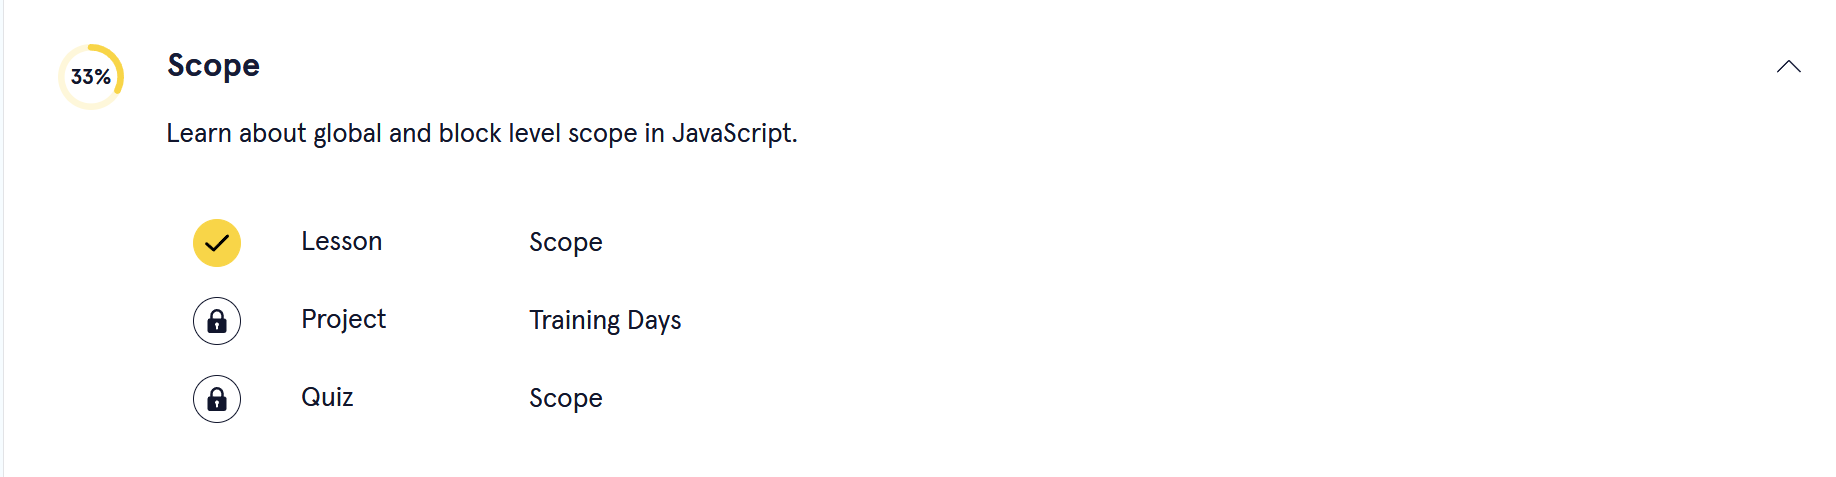 33%
Scope
Learn about global and block level scope in JavaScript.
Lesson Scope
Project Training Days
Quiz Scope